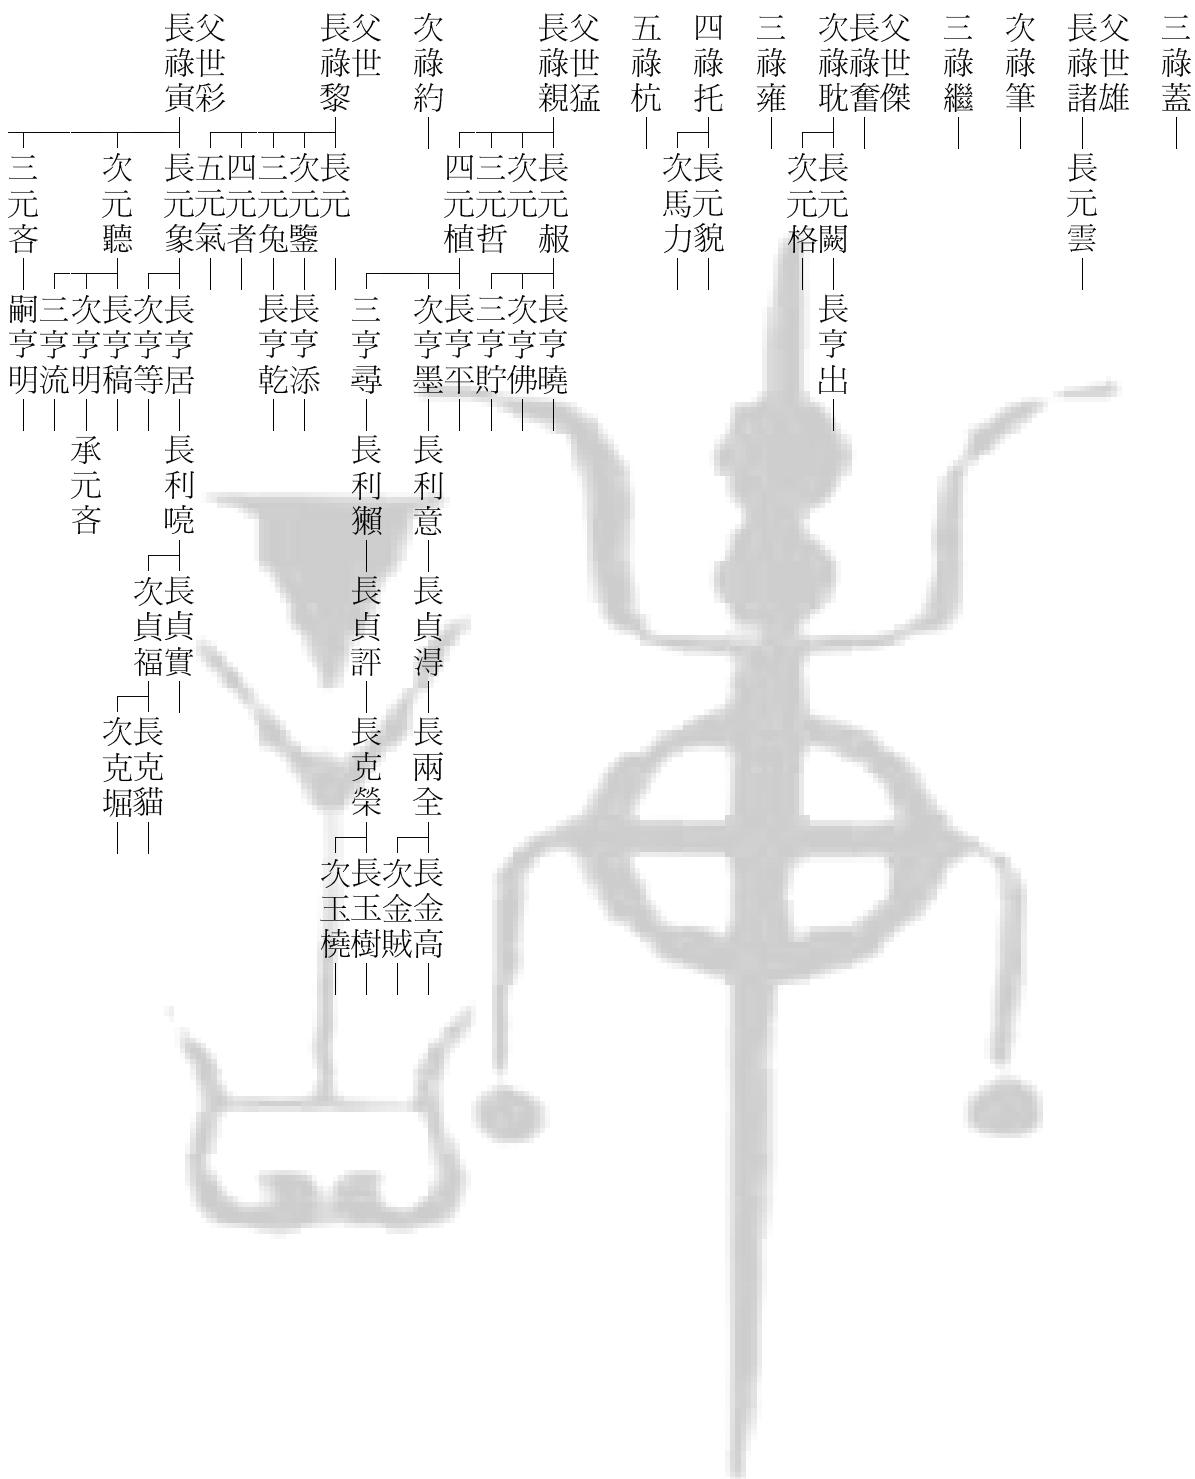 三祿蓋
父世雄
長祿諸
次祿筆
三祿繼
父世傑
長祿奮
次祿耽
三祿雍
四祿托
五祿杭
父世猛
長祿親
次祿約
父世
長祿黎
父世彩
長祿寅
長元雲
長元闕
次元格
長元貌
次馬力
長元赧
次元
三元哲
四元植
長元
次元鑒
三元兔
四元者
五元氣
長元象
次元聽
三元吝
長亨出
長亨曉
次亨佛
三亨貯
長亨平
次亨墨
三亨尋
長亨添
長亨乾
長亨居
次亨等
長亨稿
次亨明
三亨流
嗣亨明
長利意
長利獺
長利喨
承元吝
長貞淂
長貞評
長貞實
次貞福
長兩全
長克榮
長克貓
次克堀
長金高
次金賊
長玉樹
次玉橈